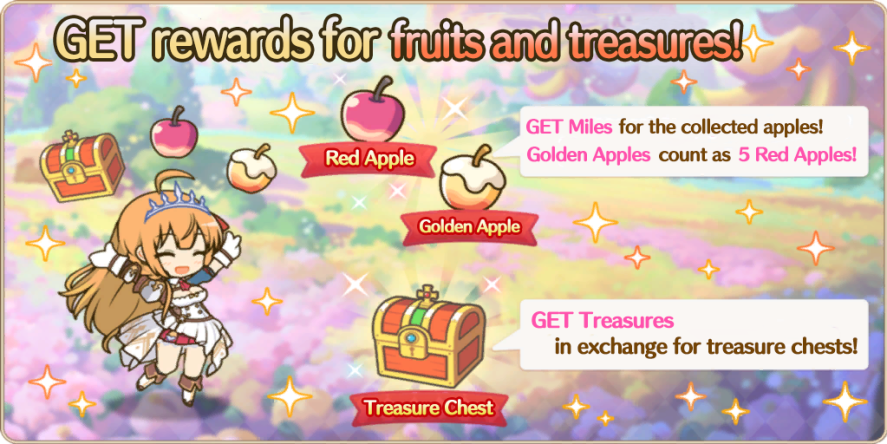 GET rewards for fruits and treasures!
Red Apple
GET Miles for the collected apples!
Golden Apples count as 5 Red Apples!
Golden Apple
GET Treasures
in exchange for treasure chests!
Treasure Chest